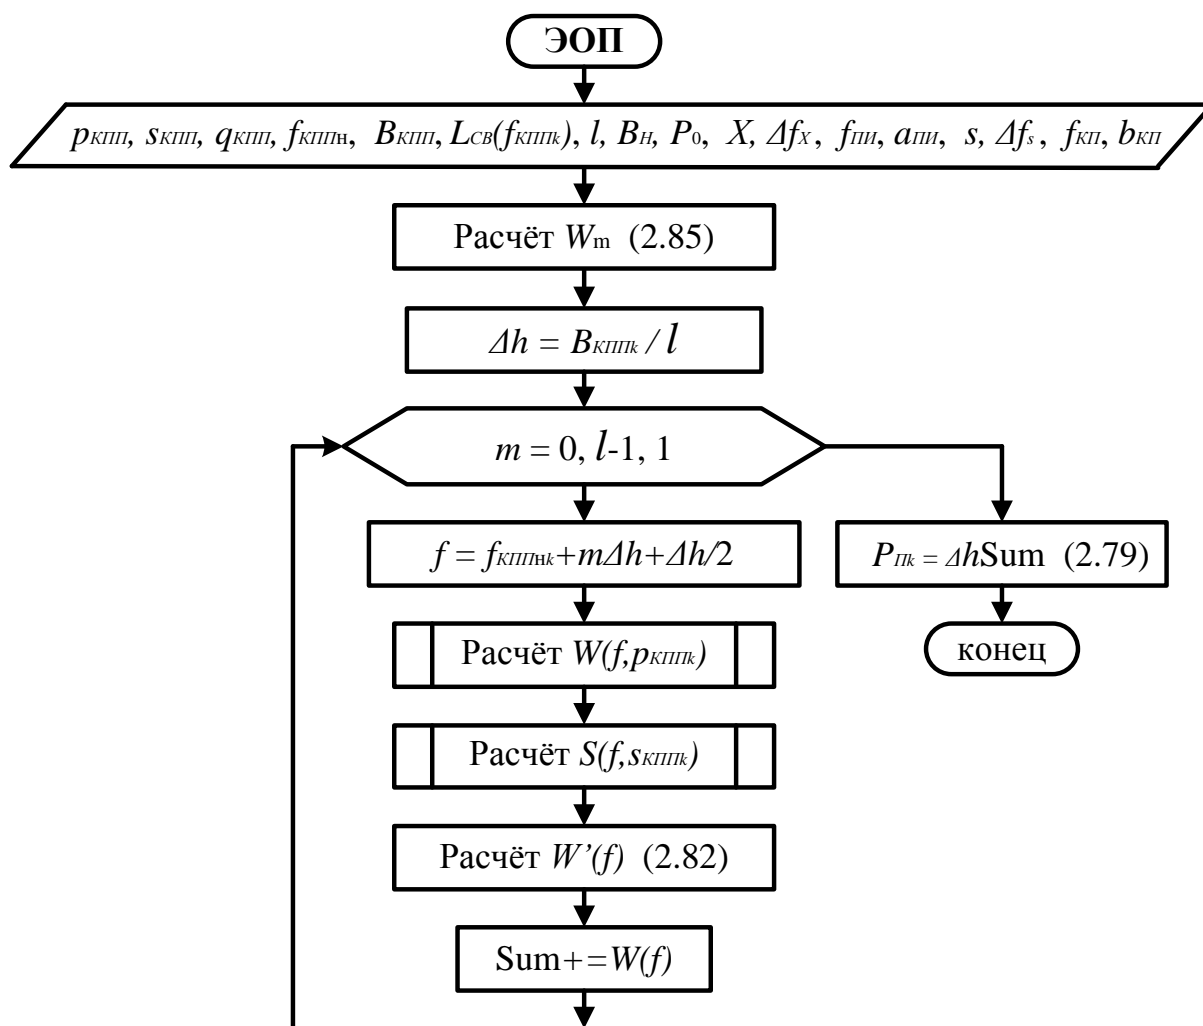 ЭОП
pКПП, sКПП, qКПП, fКППн, BКПП, LСВ(fКППk), l, BН, P0, X, ΔfX, fПИ, aПИ, s, Δfs, fКП, bКП
Расчёт Wm (2.85)
Δh = BКППk / l
m = 0, l-1, 1
f = fКППнk+mΔh+Δh/2
PПk = ΔhSum (2.79)
Расчёт W(f,pКППk)
конец
Расчёт S(f,sКППk)
Расчёт W’(f) (2.82)
Sum+=W(f)